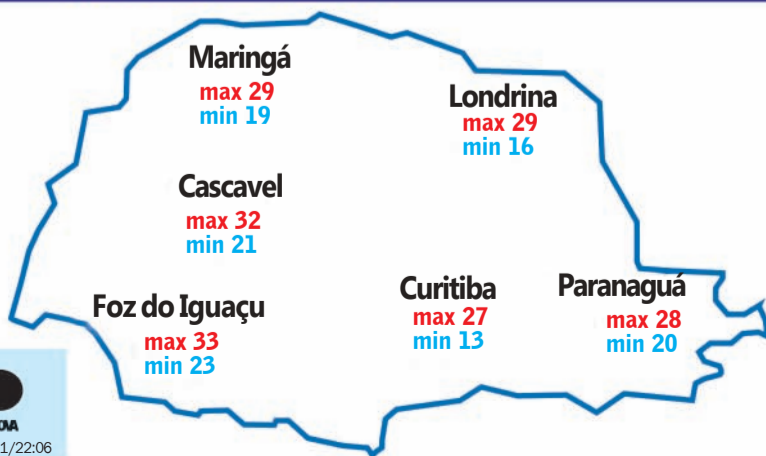 Maringá
max 29
min 19
Londrina
max 29
min 16
Cascavel
max 32
min 21
Foz do Iguaçu
max 33
min 23
Curitiba
max 27
min 13
Paranaguá
max 28
min 20
1/22:06